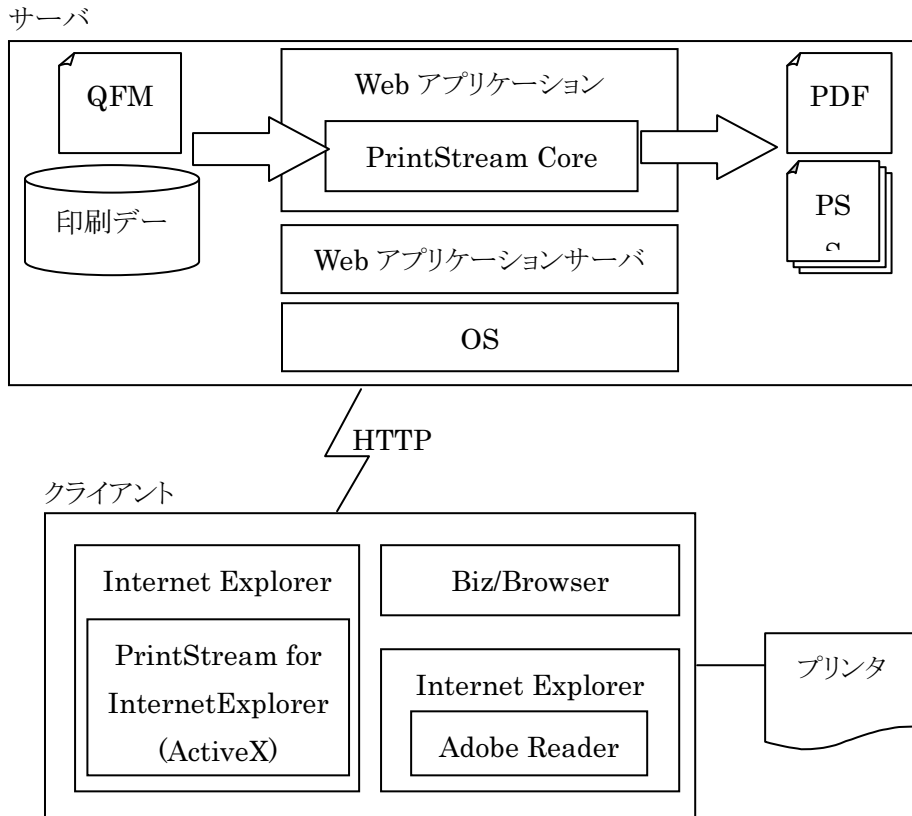 サーバ
QFM
Web アプリケーション
PDF
PrintStream Core
印刷デー
PS
Web アプリケーションサーバ
OS
HTTP
クライアント
Internet Explorer
Biz/Browser
PrintStream for
InternetExplorer
(ActiveX)
Internet Explorer
Adobe Reader
プリンタ